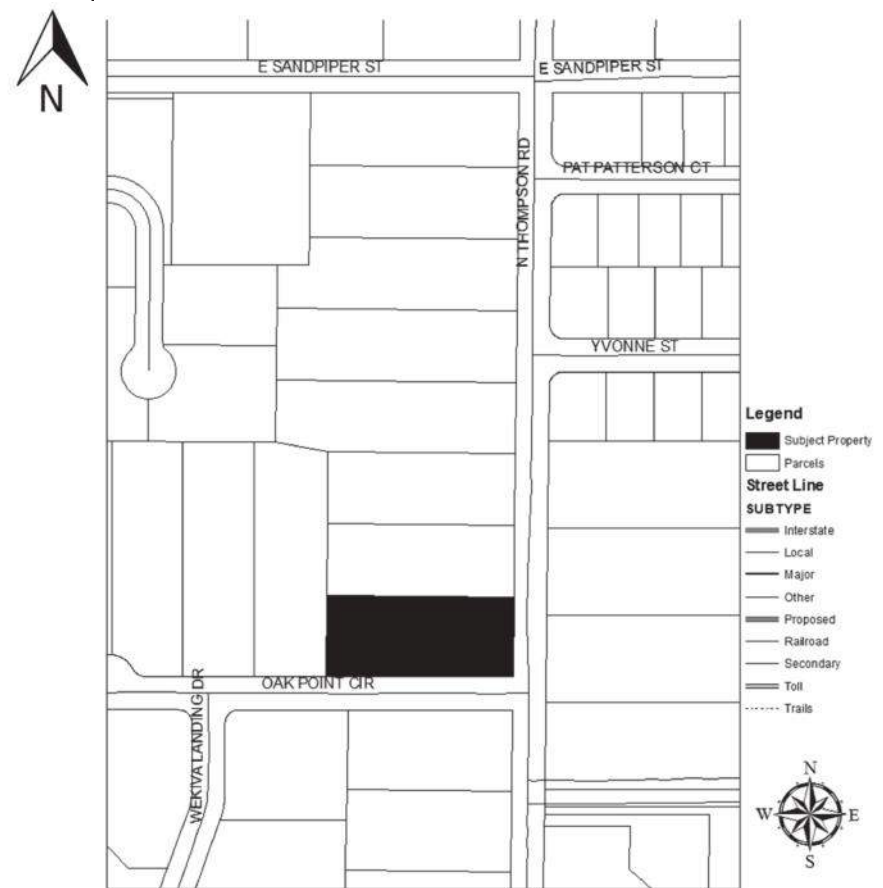 N
E SANDPIPER ST
E SANDPIPER ST
N THOMPSON RD
PAT PATTERSON CT
YVONNE ST
OAK POINT CIR
WEKIVA LANDING DR
Legend
Subject Property
Parcels
Street Line
SUBTYPE
Interstate
Local
Major
Other
Proposed
Railroad
Secondary
Toll
Trails
N
W E
S